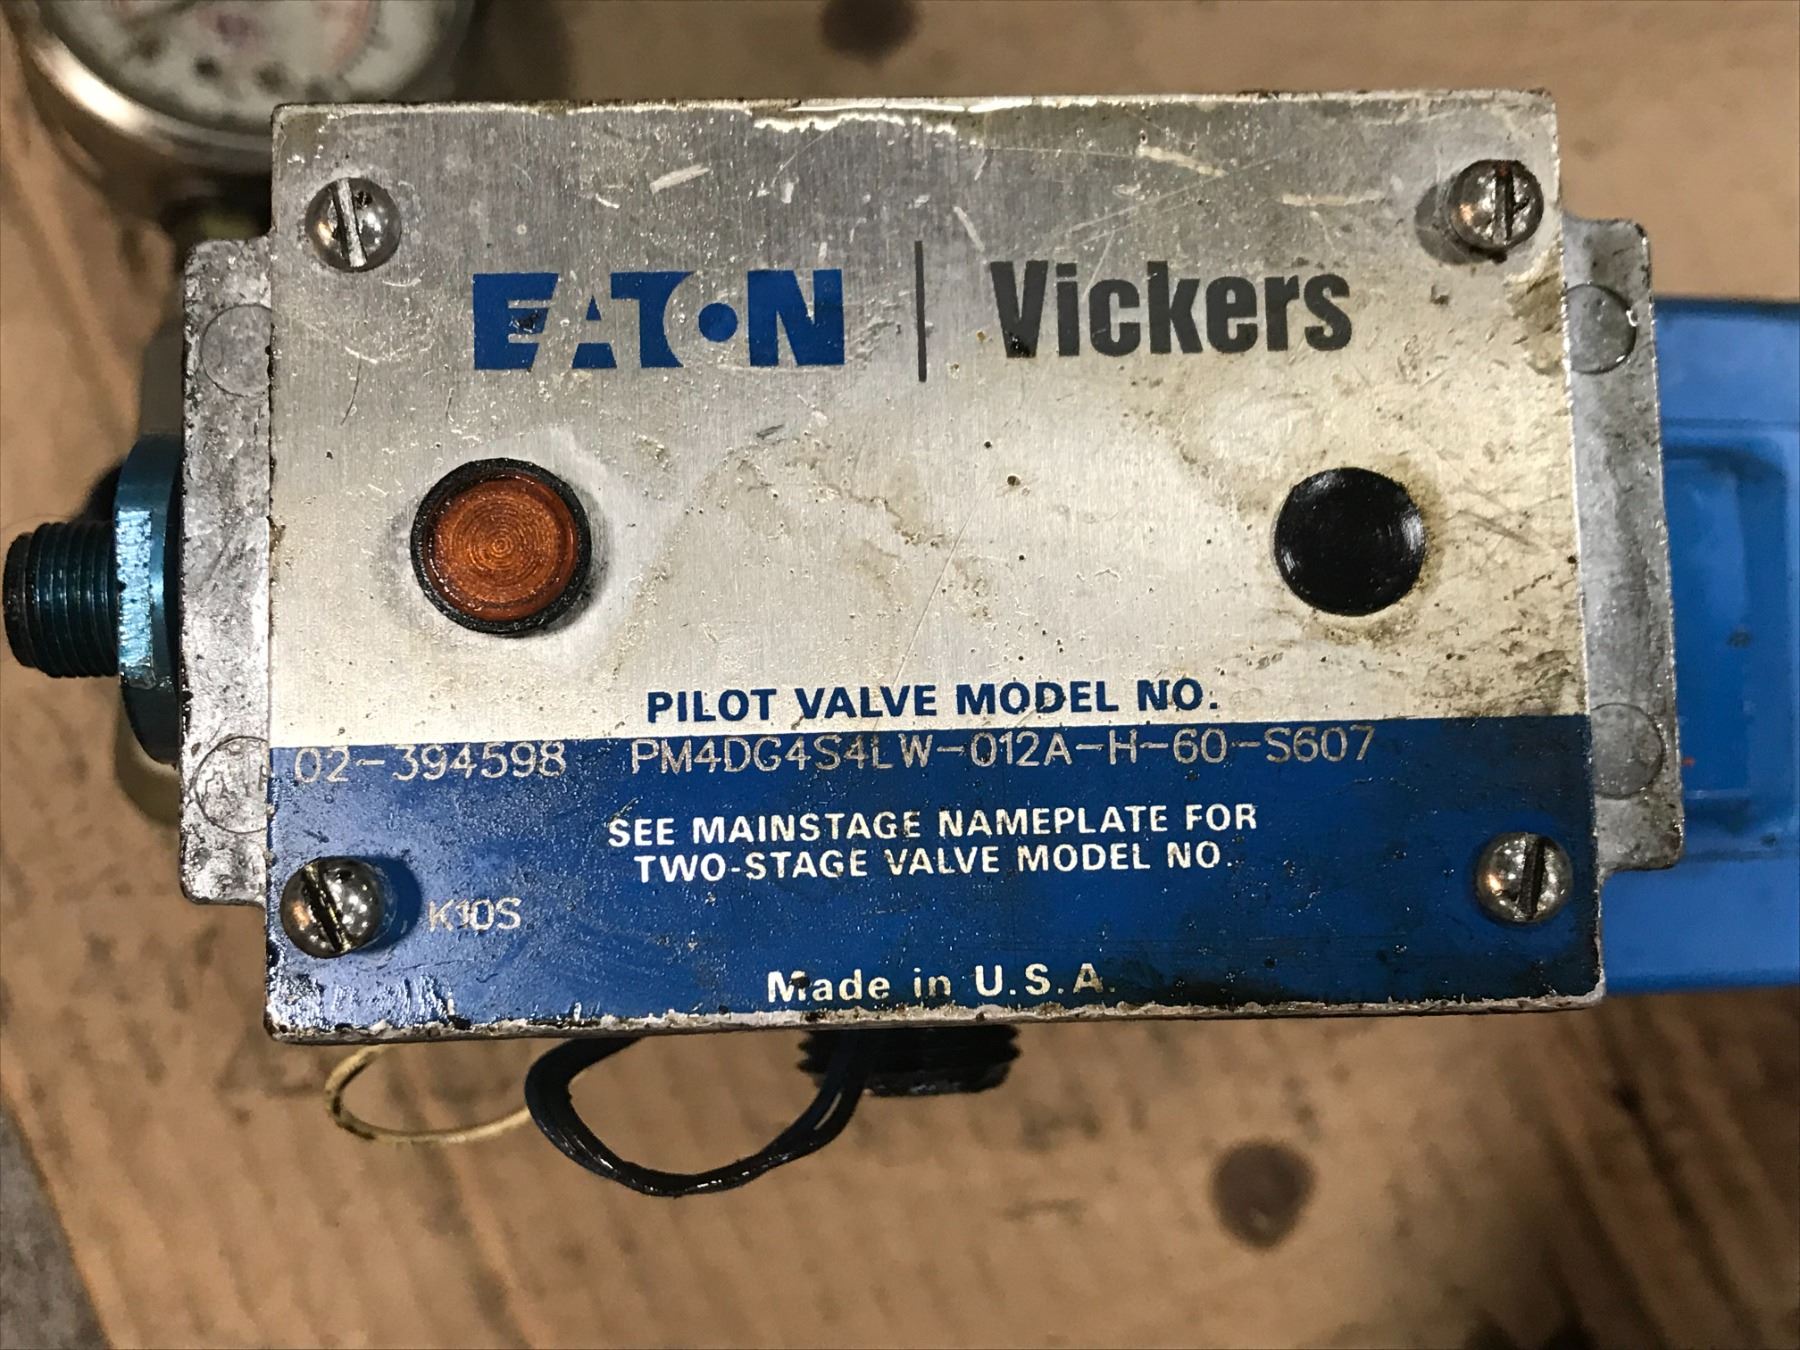 EATON | Vickers
PILOT VALVE MODEL NO.
02-394598 PM4DG4S4LW-012A-H-60-S607
SEE MAINSTAGE NAMEPLATE FOR
TWO-STAGE VALVE MODEL NO.
K10S
Made in U.S.A.